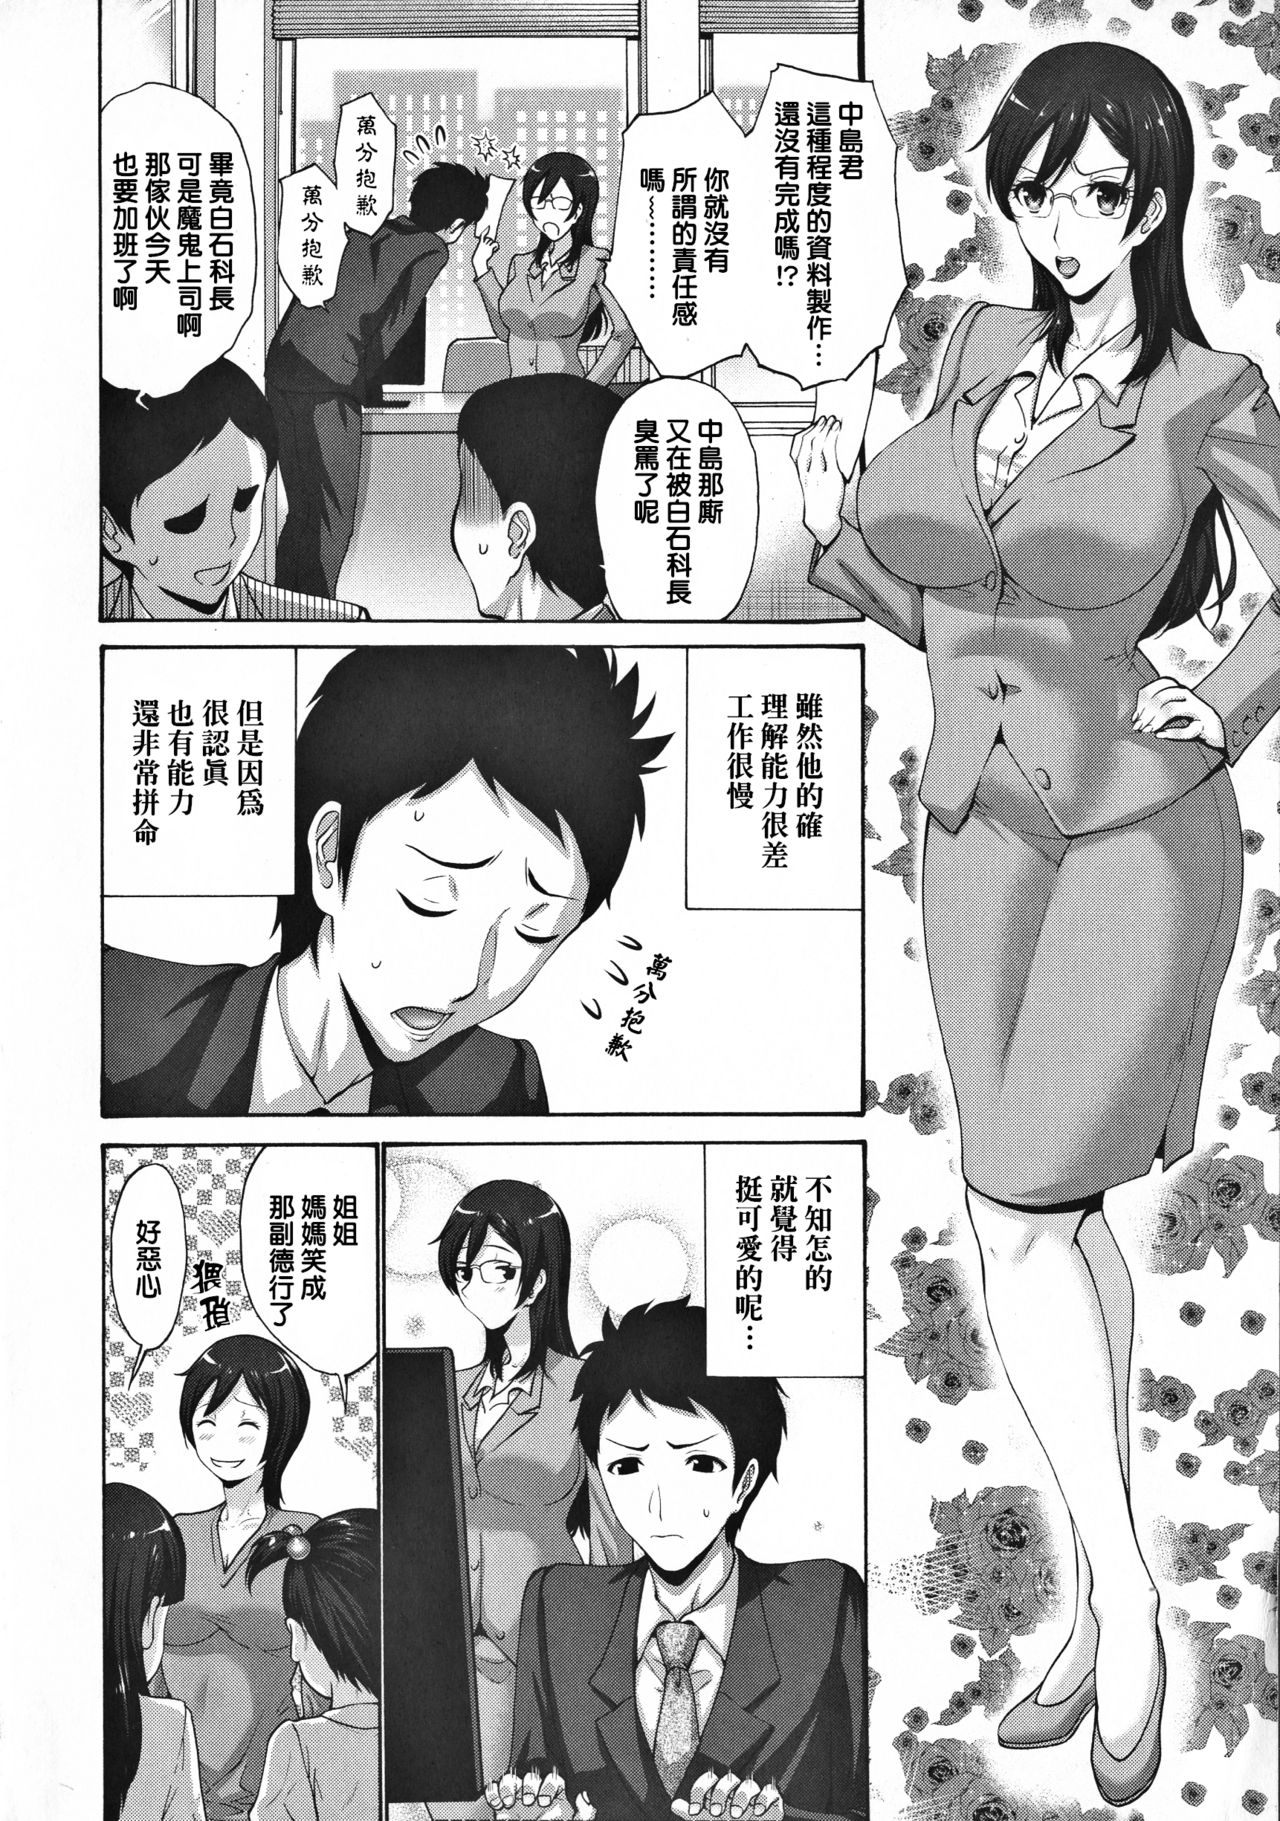 中島君
這種程度的資料製作…
還沒有完成嗎!?
你就沒有
所謂的責任感
嗎~~………
萬分抱歉
萬分抱歉
中島那廝
又在被白石科長
臭罵了呢
畢竟白石科長
可是魔鬼上司啊
那傢伙今天
也要加班了啊
雖然他的確
理解能力很差
工作很慢
萬分抱歉
但是因為
很認眞
也有能力
還非常拼命
不知怎的
就覺得
挺可愛的呢…
姐姐
媽媽笑成
那副德行了
猥瑣
好惡心